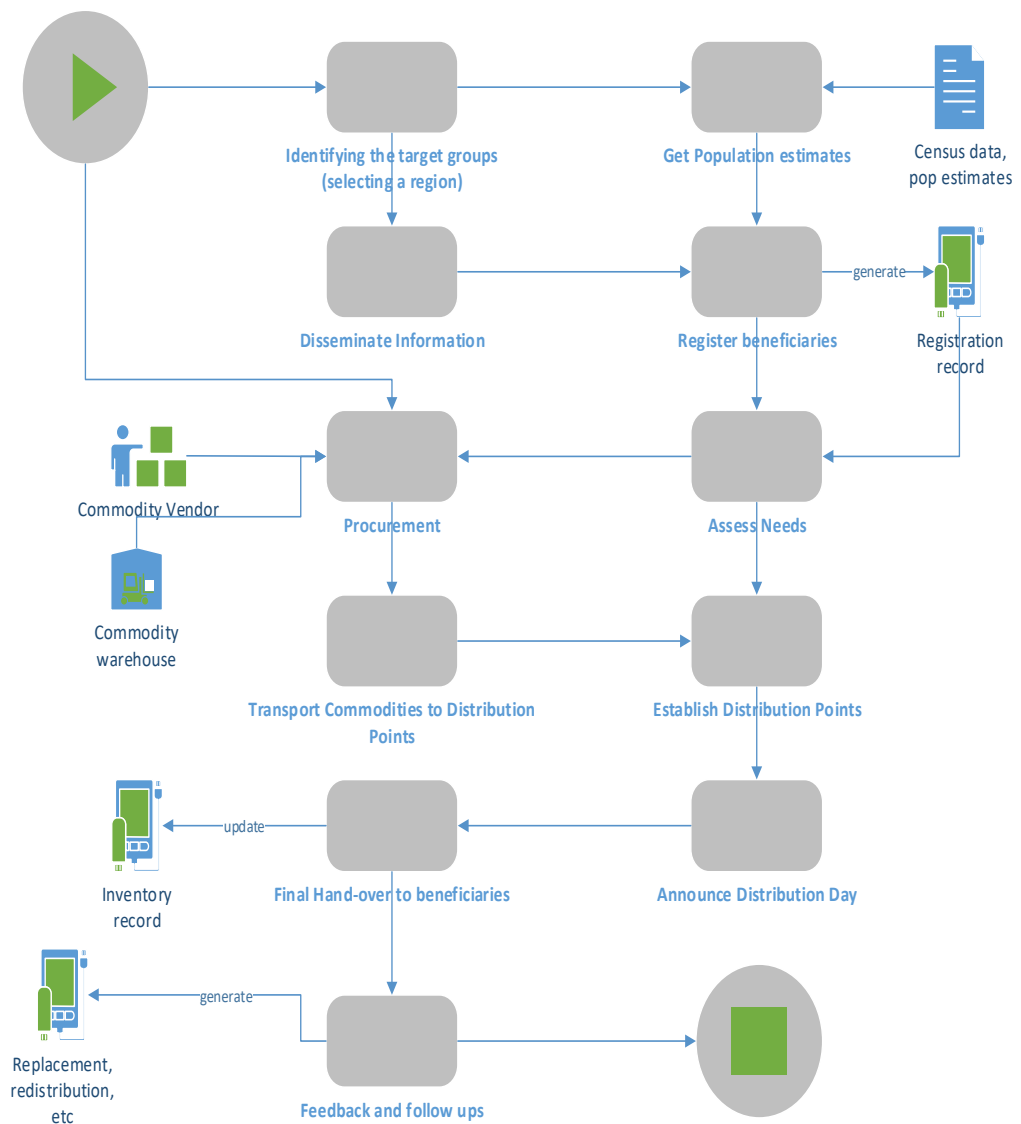 Identifying the target groups
(selecting a region)
Get Population estimates
Census data,
pop estimates
generate
Disseminate Information
Register beneficiaries
Registration
record
Commodity Vendor
Procurement
Assess Needs
Commodity
warehouse
Transport Commodities to Distribution
Points
Establish Distribution Points
update
Inventory
record
Final Hand-over to beneficiaries
Announce Distribution Day
generate
Replacement,
redistribution,
etc
Feedback and follow ups